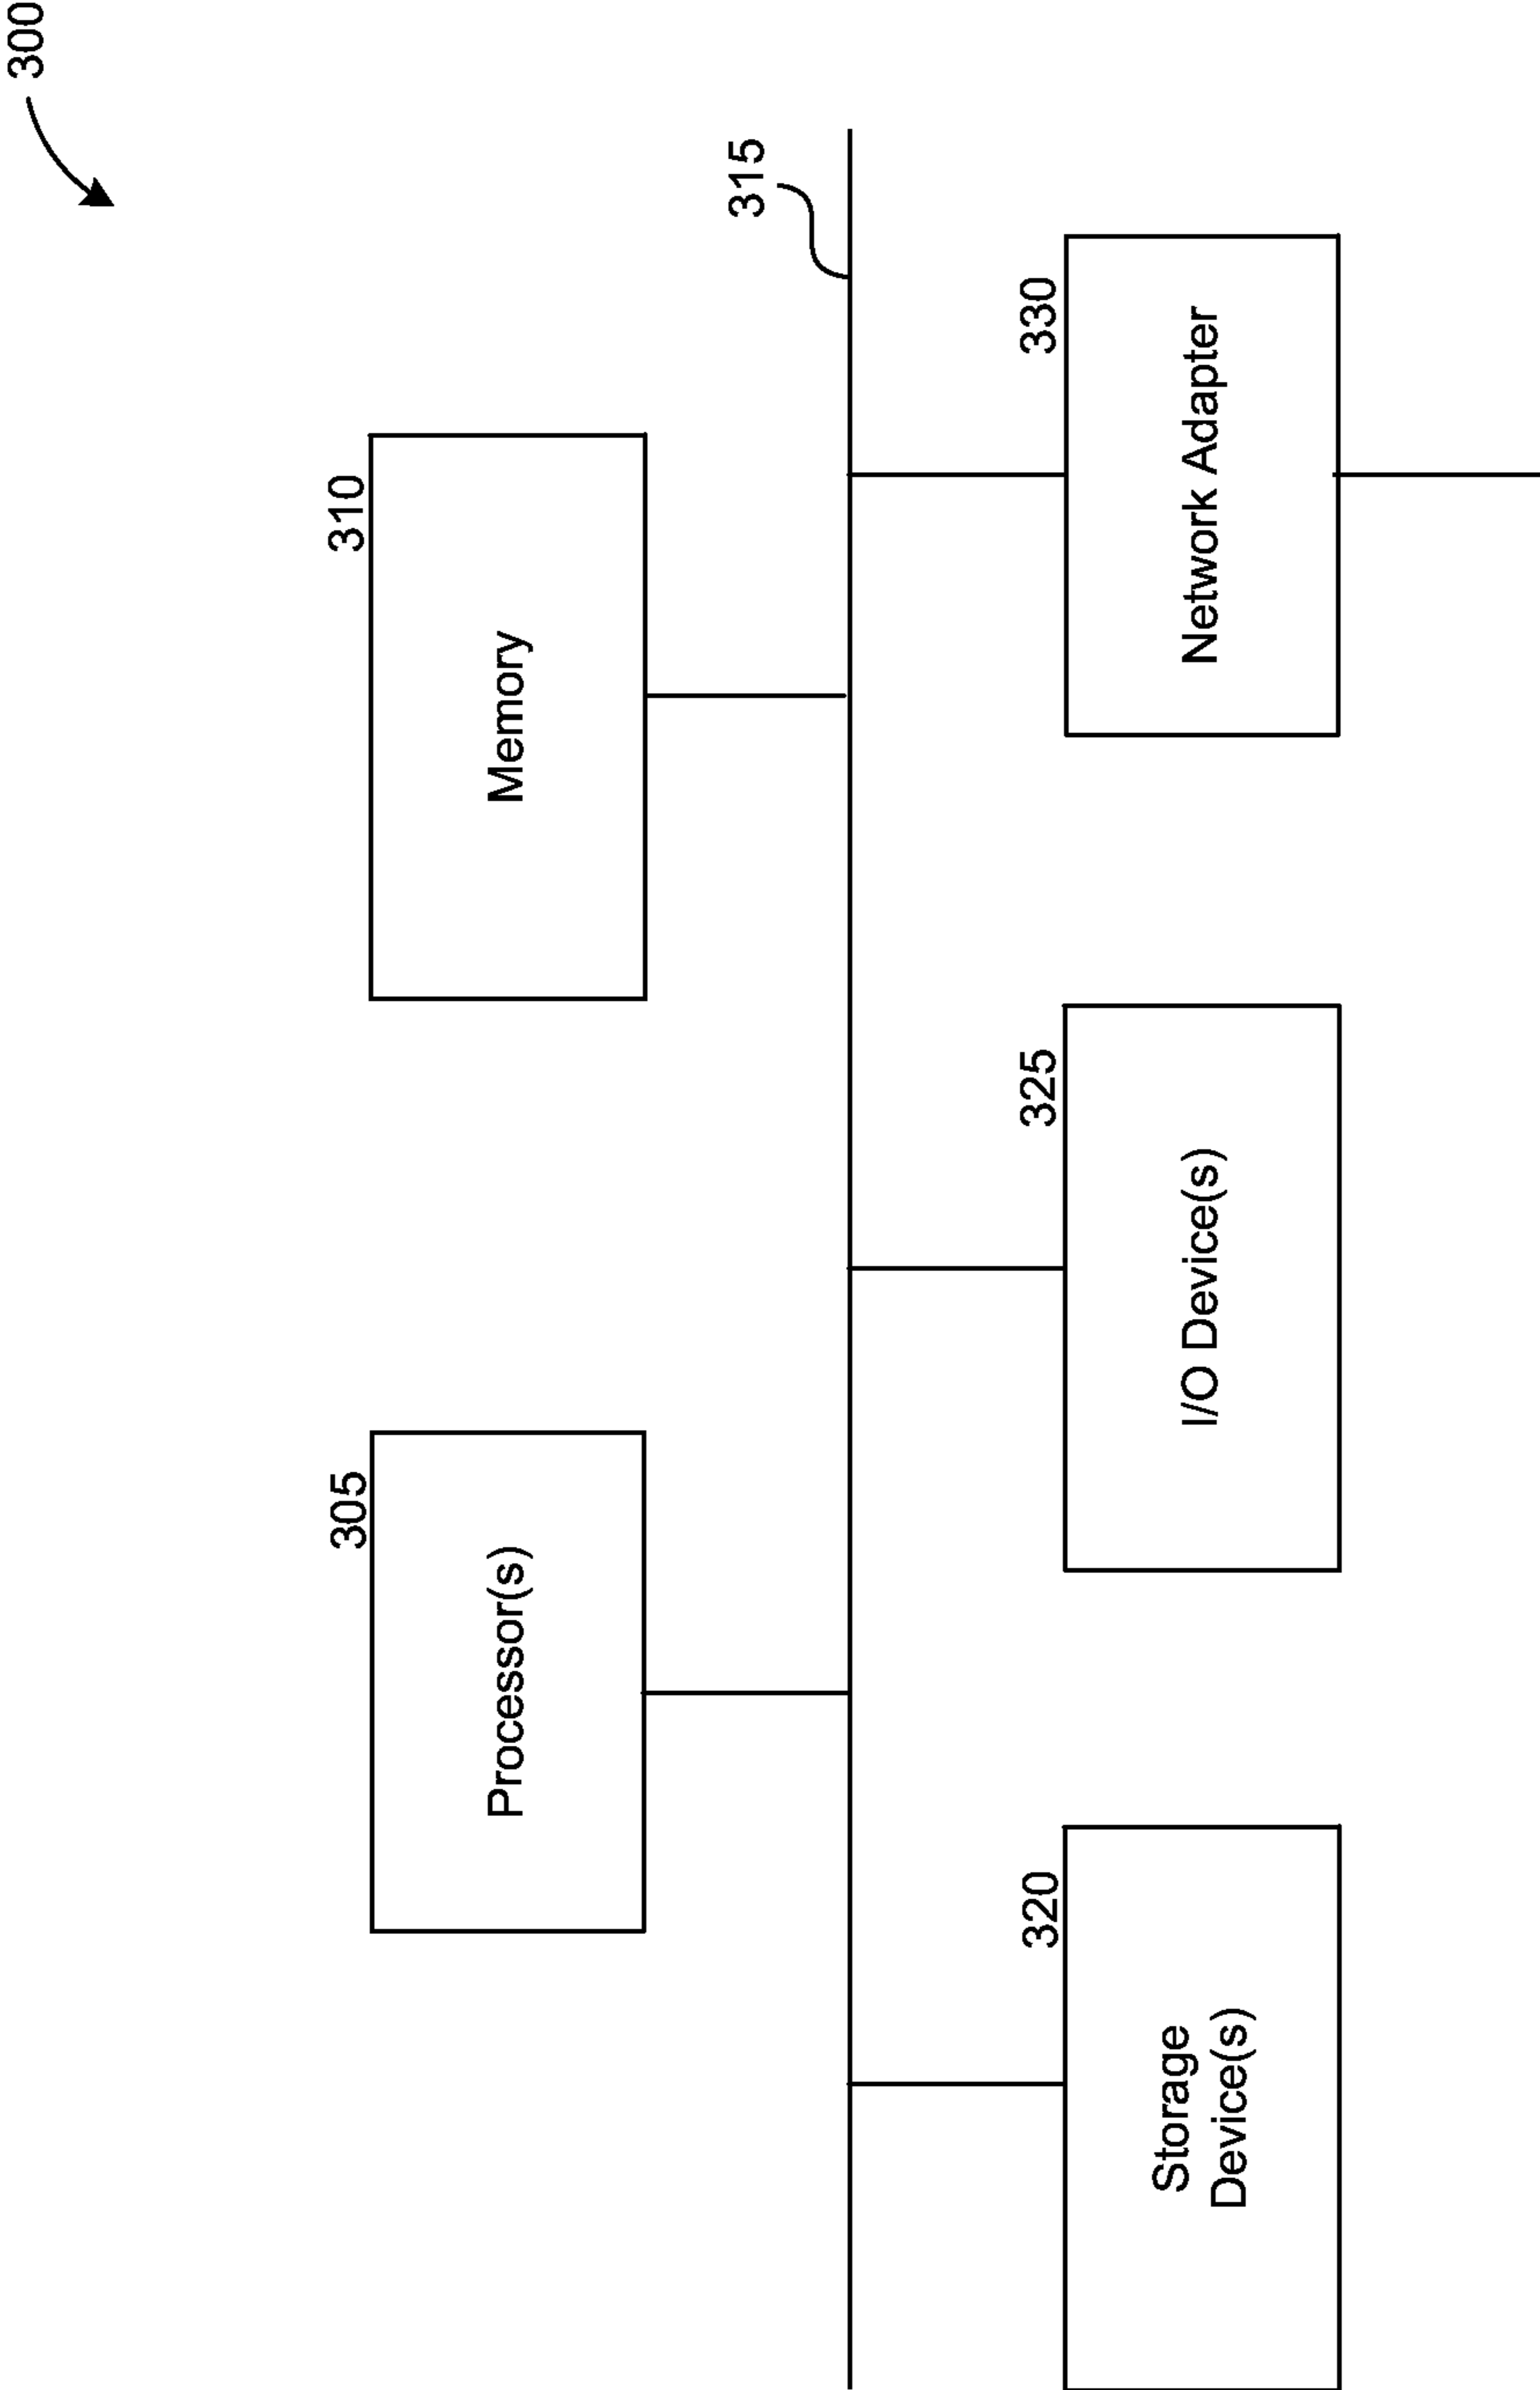 300
305
Processor(s)
310
Memory
315
320
Storage
Device(s)
325
I/O Device(s)
330
Network Adapter